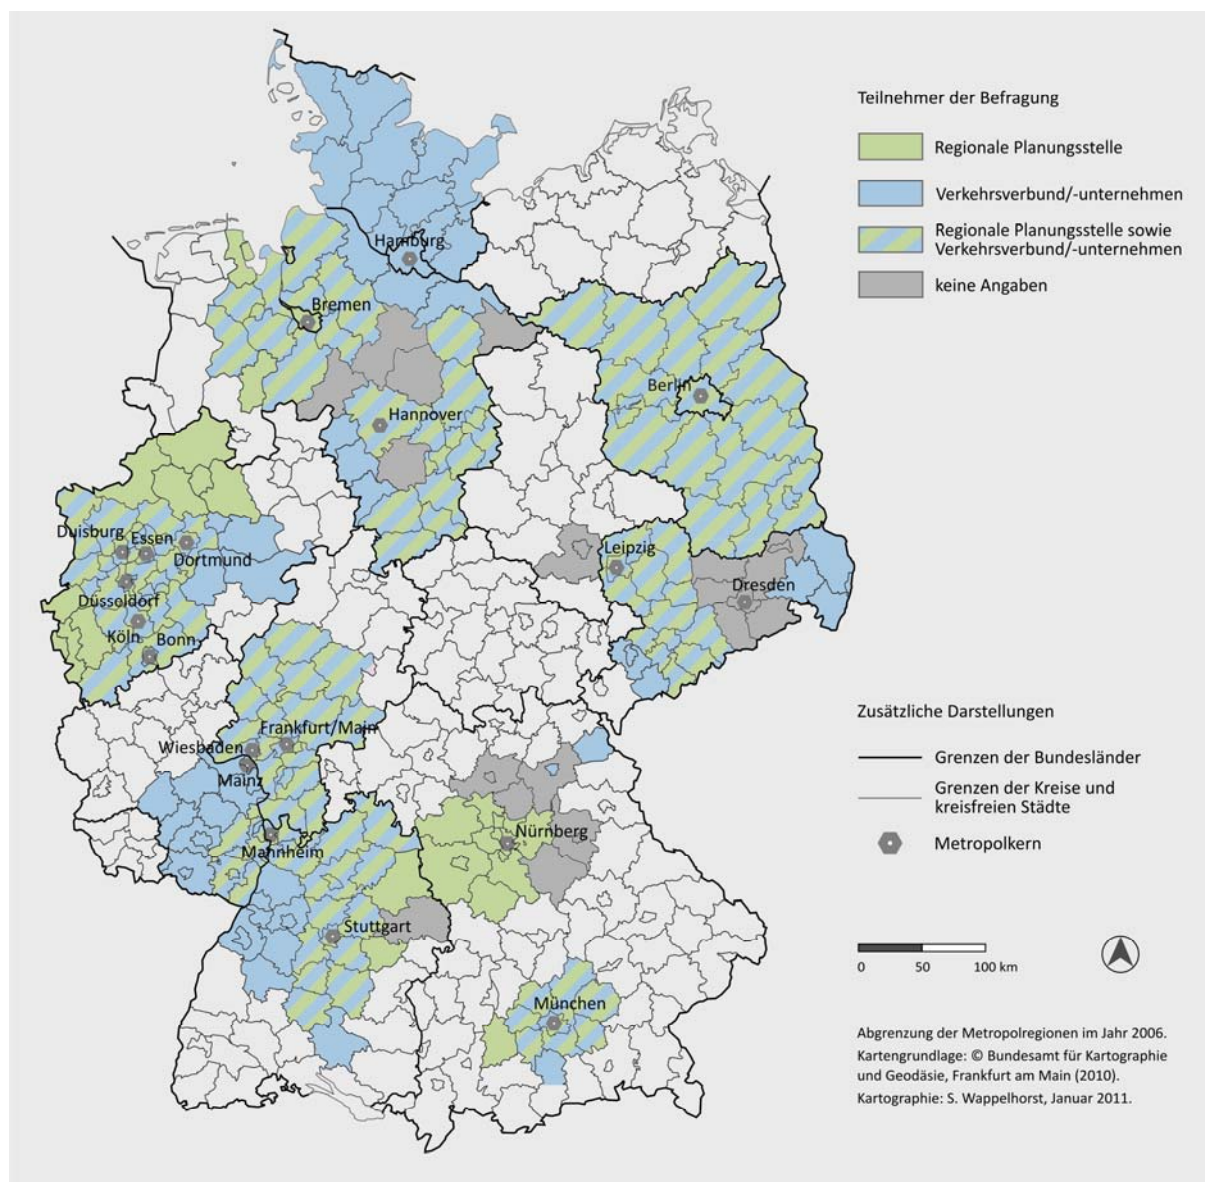 Teilnehmer der Befragung
Regionale Planungsstelle
Verkehrsverbund/-unternehmen
Regionale Planungsstelle sowie
Verkehrsverbund/-unternehmen
keine Angaben
Hamburg
Bremen
Berlin
Hannover
Duisburg
Essen
Dortmund
Leipzig
Dresden
Düsseldorf
Köln
Bonn
Frankfurt/Main
Wiesbaden
Mainz
Mannheim
Nürnberg
Stuttgart
München
Zusätzliche Darstellungen
Grenzen der Bundesländer
Grenzen der Kreise und
kreisfreien Städte
Metropolkern
0 50 100 km
Abgrenzung der Metropolregionen im Jahr 2006.
Kartengrundlage: © Bundesamt für Kartographie
und Geodäsie, Frankfurt am Main (2010).
Kartographie: S. Wappelhorst, Januar 2011.